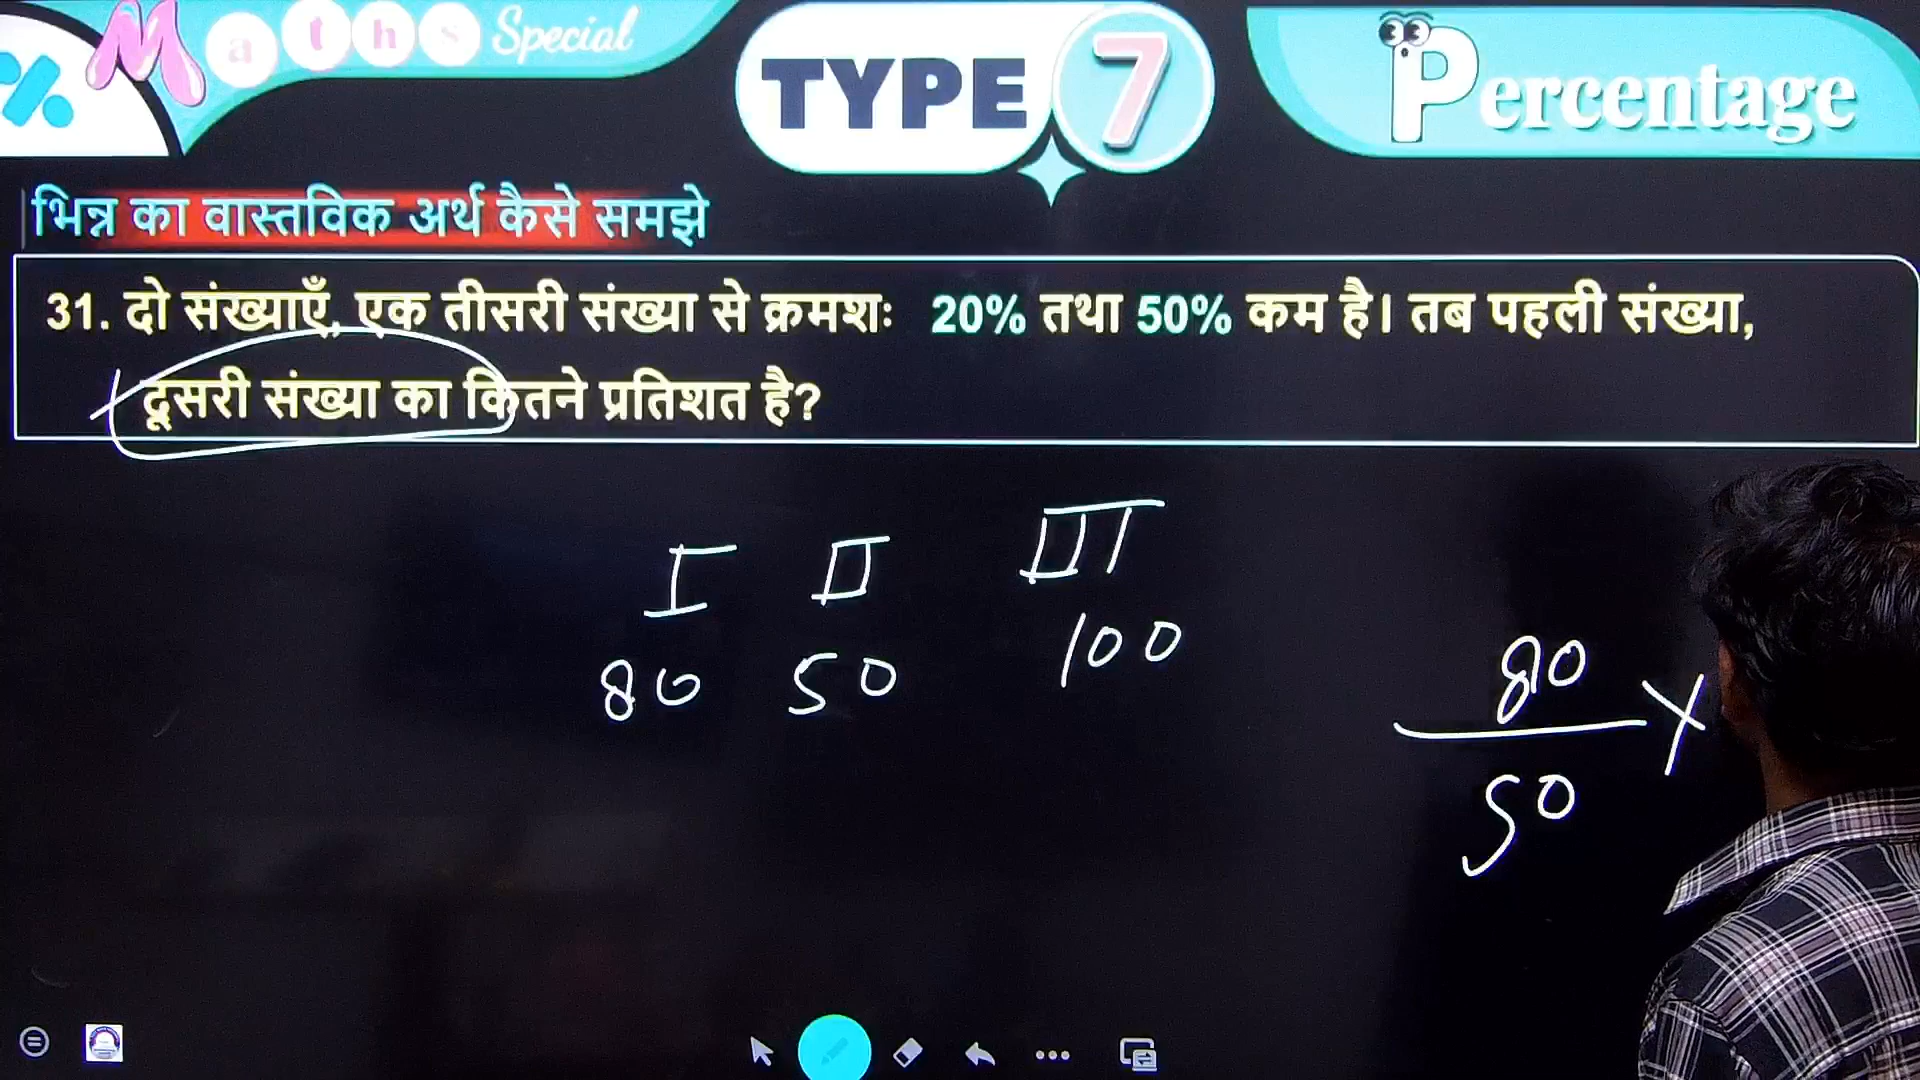 Maths Special
TYPE 7
Percentage
भिन्न का वास्तविक अर्थ कैसे समझे
31. दो संख्याएँ, एक तीसरी संख्या से क्रमशः 20% तथा 50% कम है। तब पहली संख्या,
दूसरी संख्या का कितने प्रतिशत है?
I II III
80 50 100
80
50
×